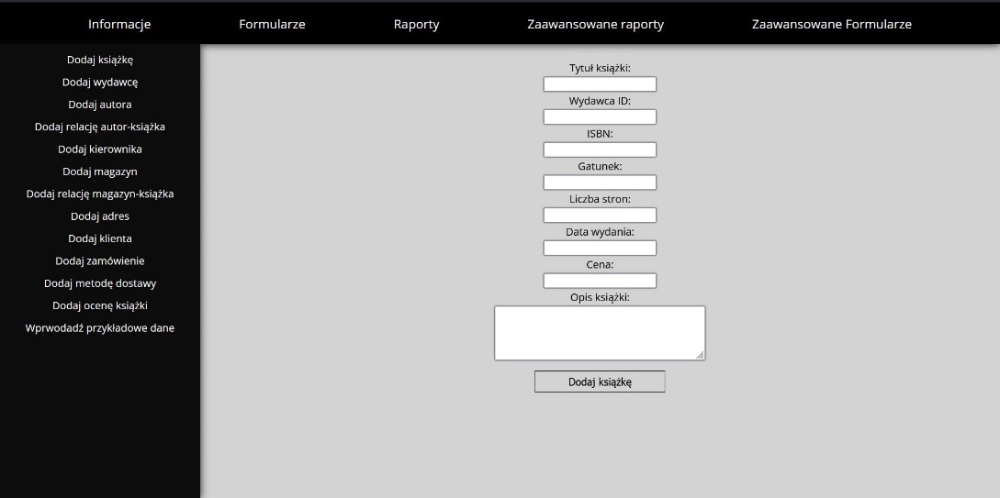 Informacje Formularze Raporty Zaawansowane raporty Zaawansowane Formularze
Dodaj książkę
Dodaj wydawcę
Dodaj autora
Dodaj relację autor-książka
Dodaj kierownika
Dodaj magazyn
Dodaj relację magazyn-książka
Dodaj adres
Dodaj klienta
Dodaj zamówienie
Dodaj metodę dostawy
Dodaj ocenę książki
Wprwodadź przykładowe dane
Tytuł książki:
Wydawca ID:
ISBN:
Gatunek:
Liczba stron:
Data wydania:
Cena:
Opis książki:
Dodaj książkę